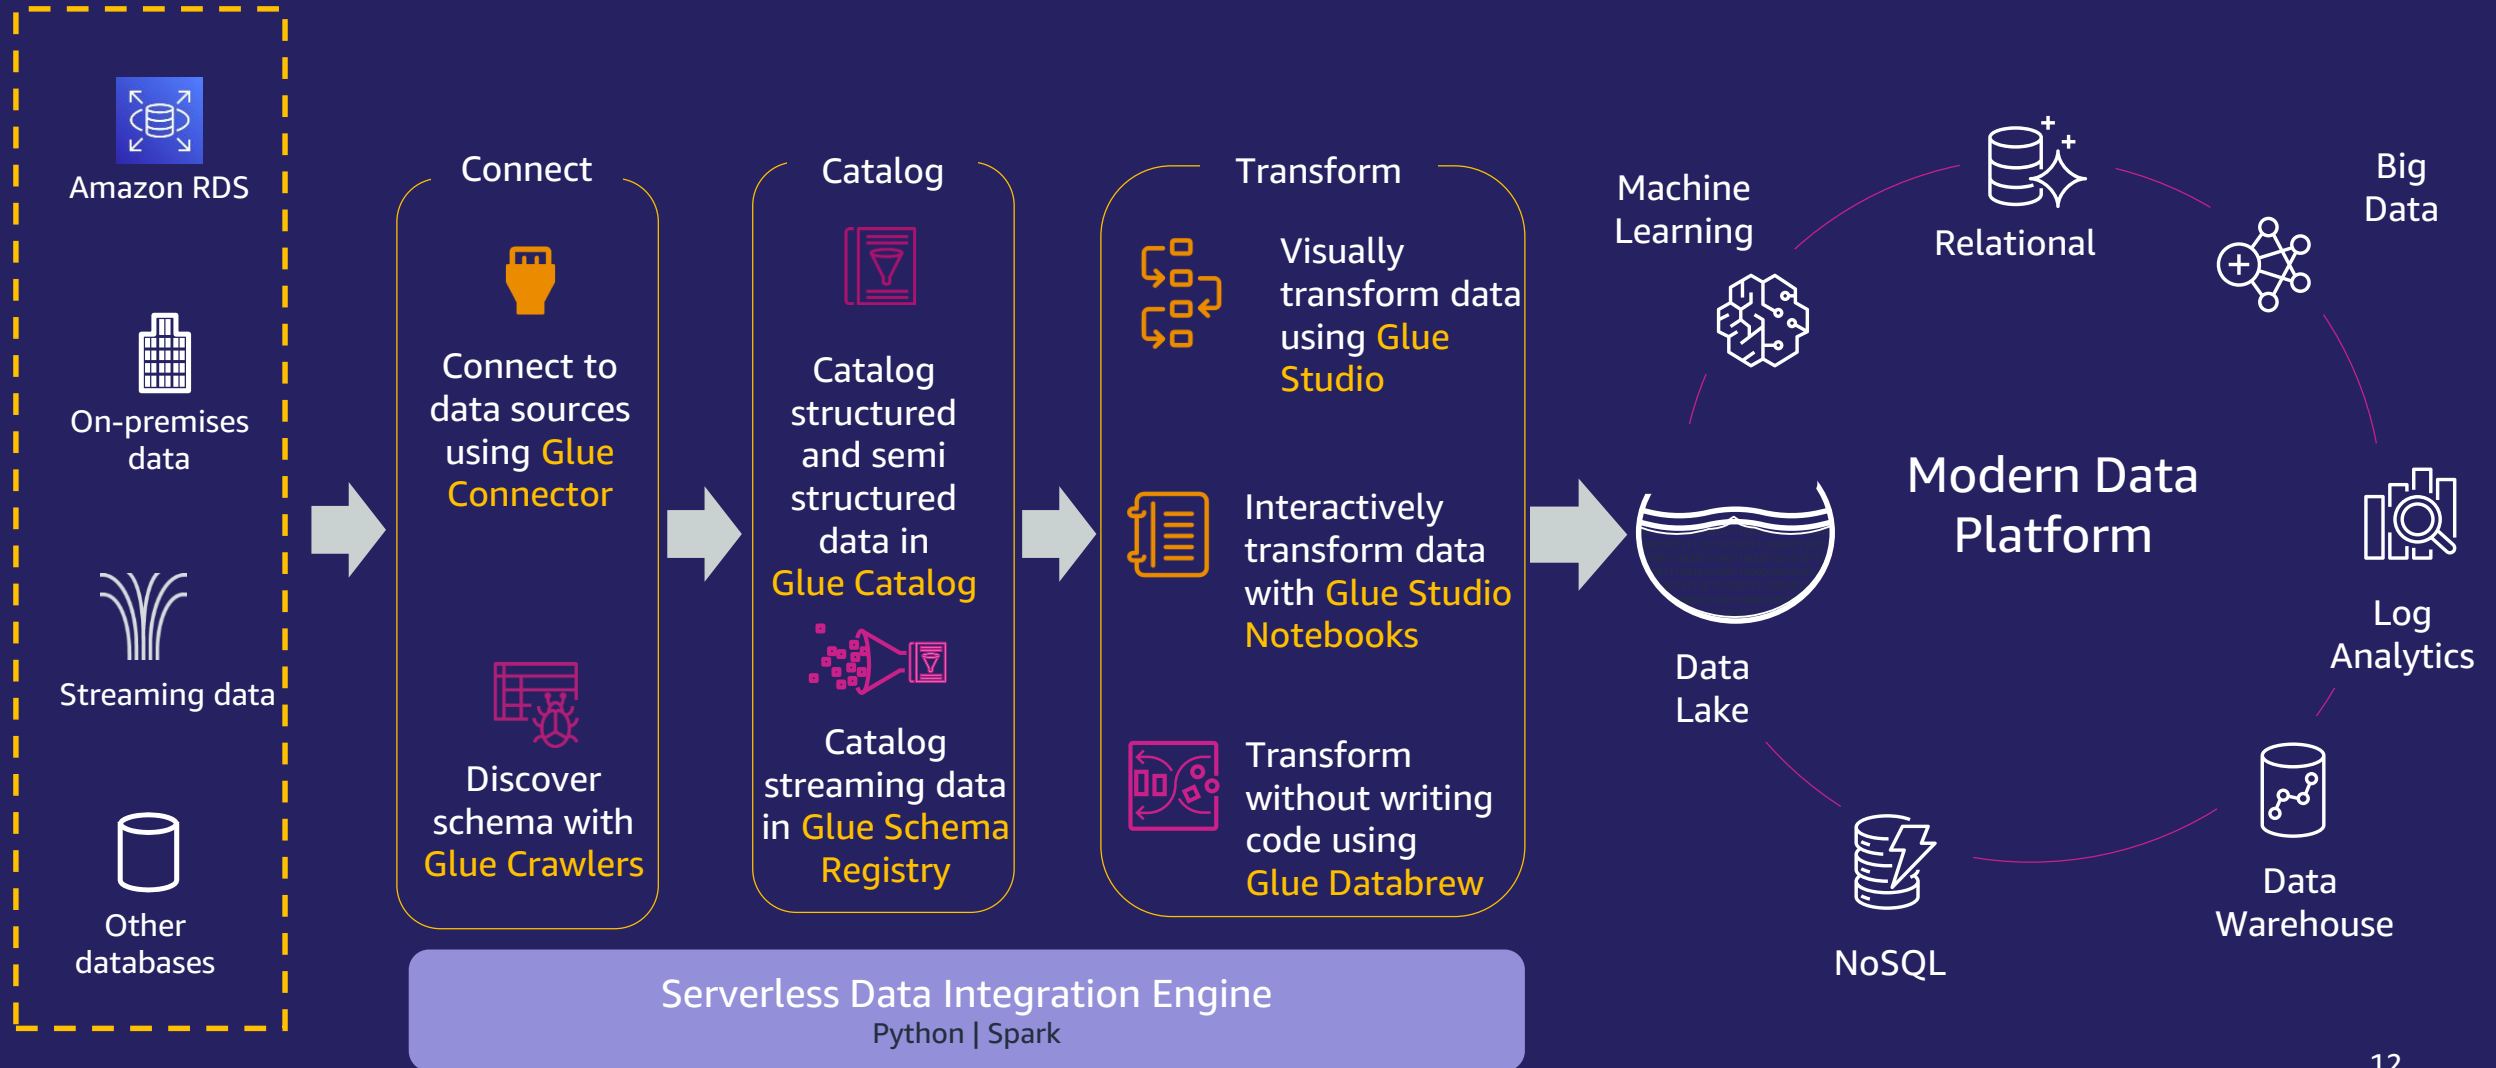 Amazon RDS
On-premises
data
Streaming data
Other
databases
Connect
Connect to
data sources
using Glue
Connector
Discover
schema with
Glue Crawlers
Catalog
Catalog
structured
and semi
structured
data in
Glue Catalog
Catalog
streaming data
in Glue Schema
Registry
Transform
Visually
transform data
using Glue
Studio
Interactively
transform data
with Glue Studio
Notebooks
Transform
without writing
code using
Glue Databrew
Serverless Data Integration Engine
Python | Spark
Modern Data
Platform
Machine
Learning
Relational
Big
Data
Log
Analytics
Data
Warehouse
NoSQL
Data
Lake
12